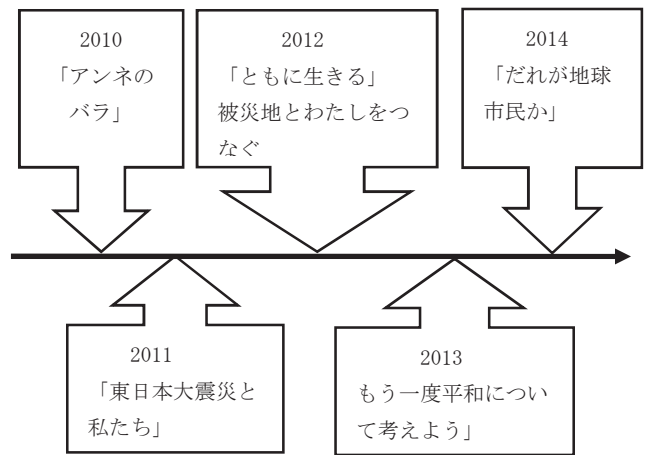 2010
「アンネの
バラ」
2012
「ともに生きる」
被災地とわたしをつ
なぐ
2014
「だれが地球
市民か」
2011
「東日本大震災と
私たち」
2013
もう一度平和につい
て考えよう」